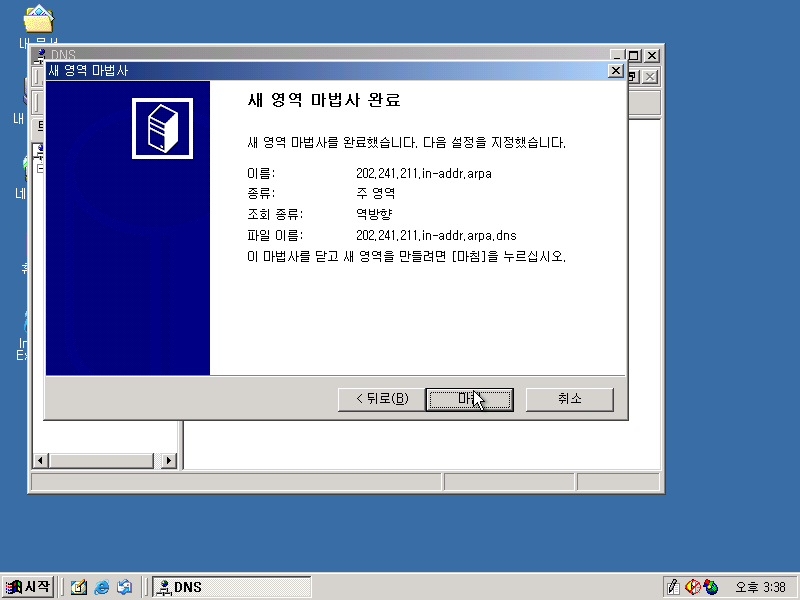 DNS
새 영역 마법사
새 영역 마법사 완료
새 영역 마법사를 완료했습니다. 다음 설정을 지정했습니다.
이름: 202.241.211.in-addr.arpa
종류: 주 영역
조회 종류: 역방향
파일 이름: 202.241.211.in-addr.arpa.dns
이 마법사를 닫고 새 영역을 만들려면 [마침]을 누르십시오.
< 뒤로(B) 취소
시작 DNS 오후 3:38